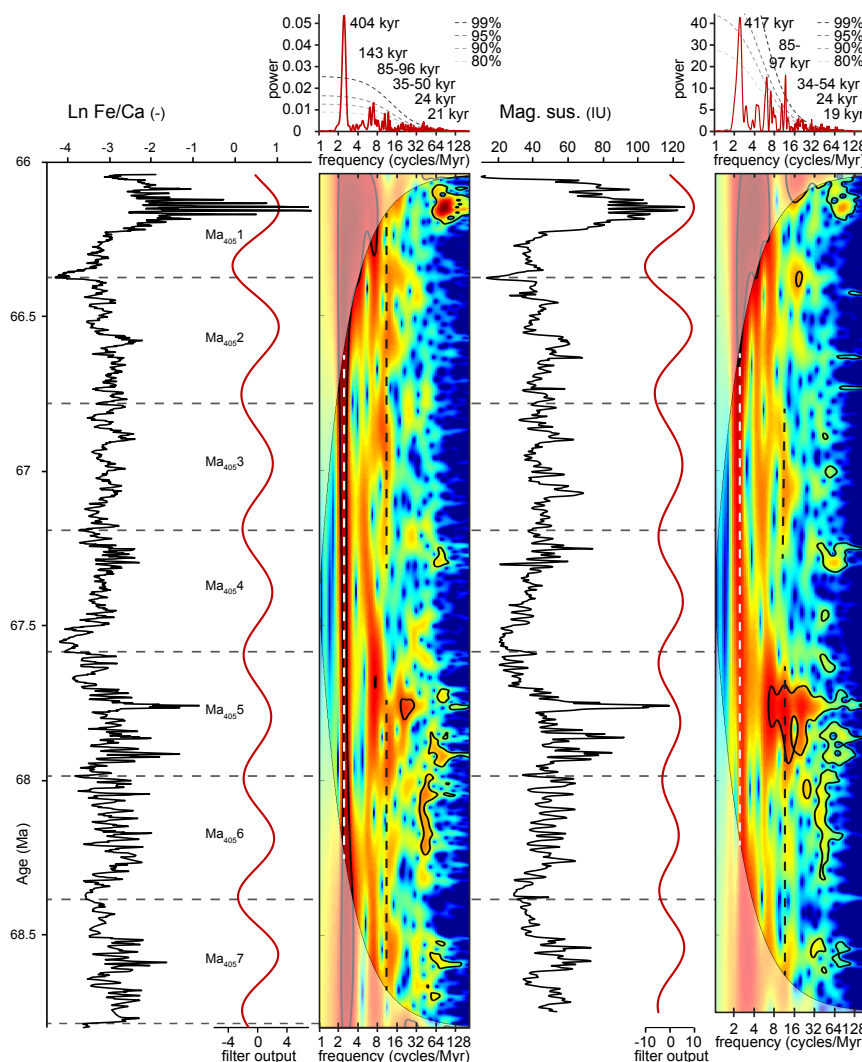 0.05
0.04
0.03
0.02
0.01
0
power
404 kyr
143 kyr
85-96 kyr
35-50 kyr
24 kyr
21 kyr
99%
95%
90%
80%
1 2 4 8 16 32 64 128
frequency (cycles/Myr)
40
30
20
10
5
0
power
417 kyr
85-
97 kyr
34-54 kyr
24 kyr
19 kyr
99%
95%
90%
80%
1 2 4 8 16 32 64 128
frequency (cycles/Myr)
Ln Fe/Ca (-)
-4 -3 -2 -1 0 1
Mag. sus. (IU)
20 40 60 80 100 120
66
66.5
67
67.5
68
68.5
Age (Ma)
Ma4051
Ma4052
Ma4053
Ma4054
Ma4055
Ma4056
Ma4057
-4 0 4
filter output
2 4 8 16 32 64 128
frequency (cycles/Myr)
-10 0 10
filter output
2 4 8 16 32 64 128
frequency (cycles/Myr)